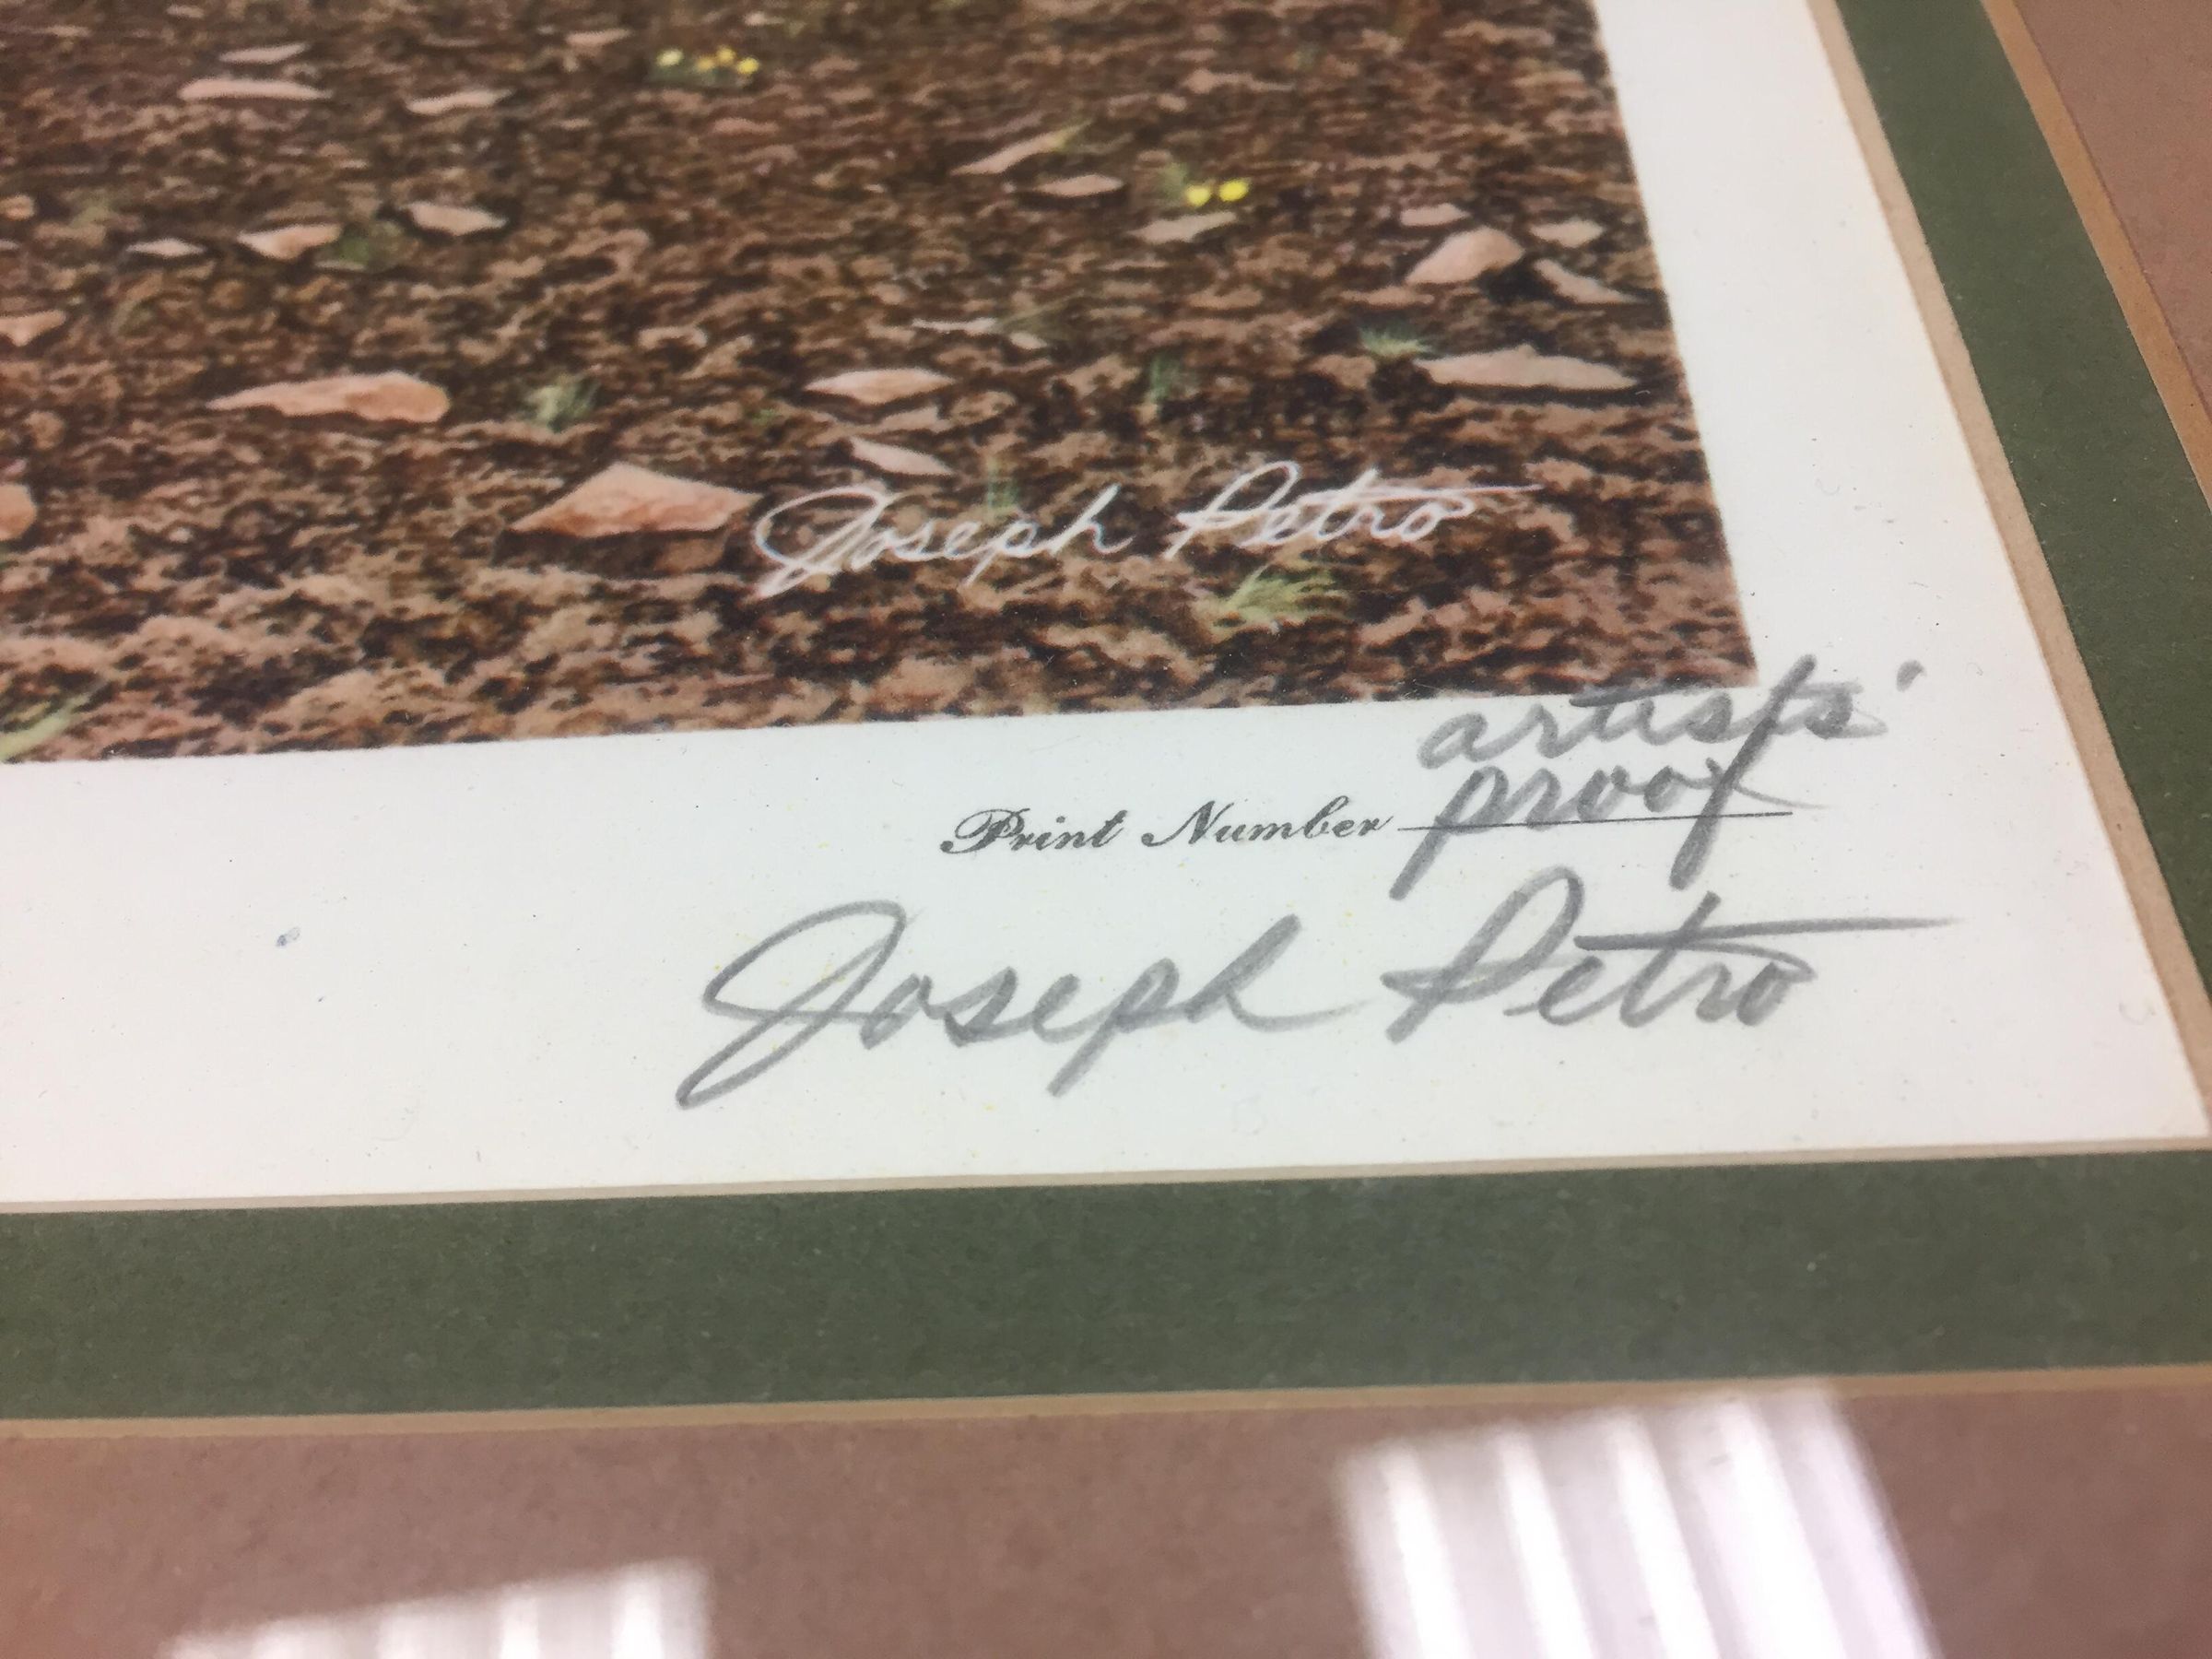 Joseph Petro
artists'
Print Number proof
Joseph Petro